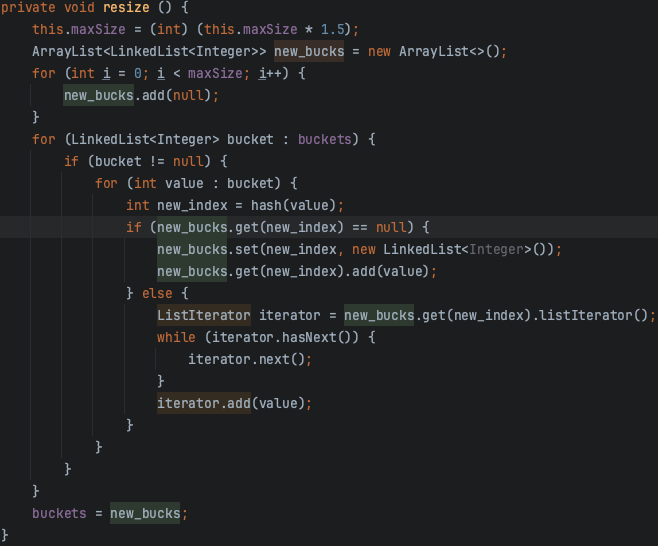 private void resize () {
    this.maxSize = (int) (this.maxSize * 1.5);
    ArrayList<LinkedList<Integer>> new_bucks = new ArrayList<>();
    for (int i = 0; i < maxSize; i++) {
        new_bucks.add(null);
    }
    for (LinkedList<Integer> bucket : buckets) {
        if (bucket != null) {
            for (int value : bucket) {
                int new_index = hash(value);
                if (new_bucks.get(new_index) == null) {
                    new_bucks.set(new_index, new LinkedList<Integer>());
                    new_bucks.get(new_index).add(value);
                } else {
                    ListIterator iterator = new_bucks.get(new_index).listIterator();
                    while (iterator.hasNext()) {
                        iterator.next();
                    }
                    iterator.add(value);
                }
            }
        }
    }
    buckets = new_bucks;
}